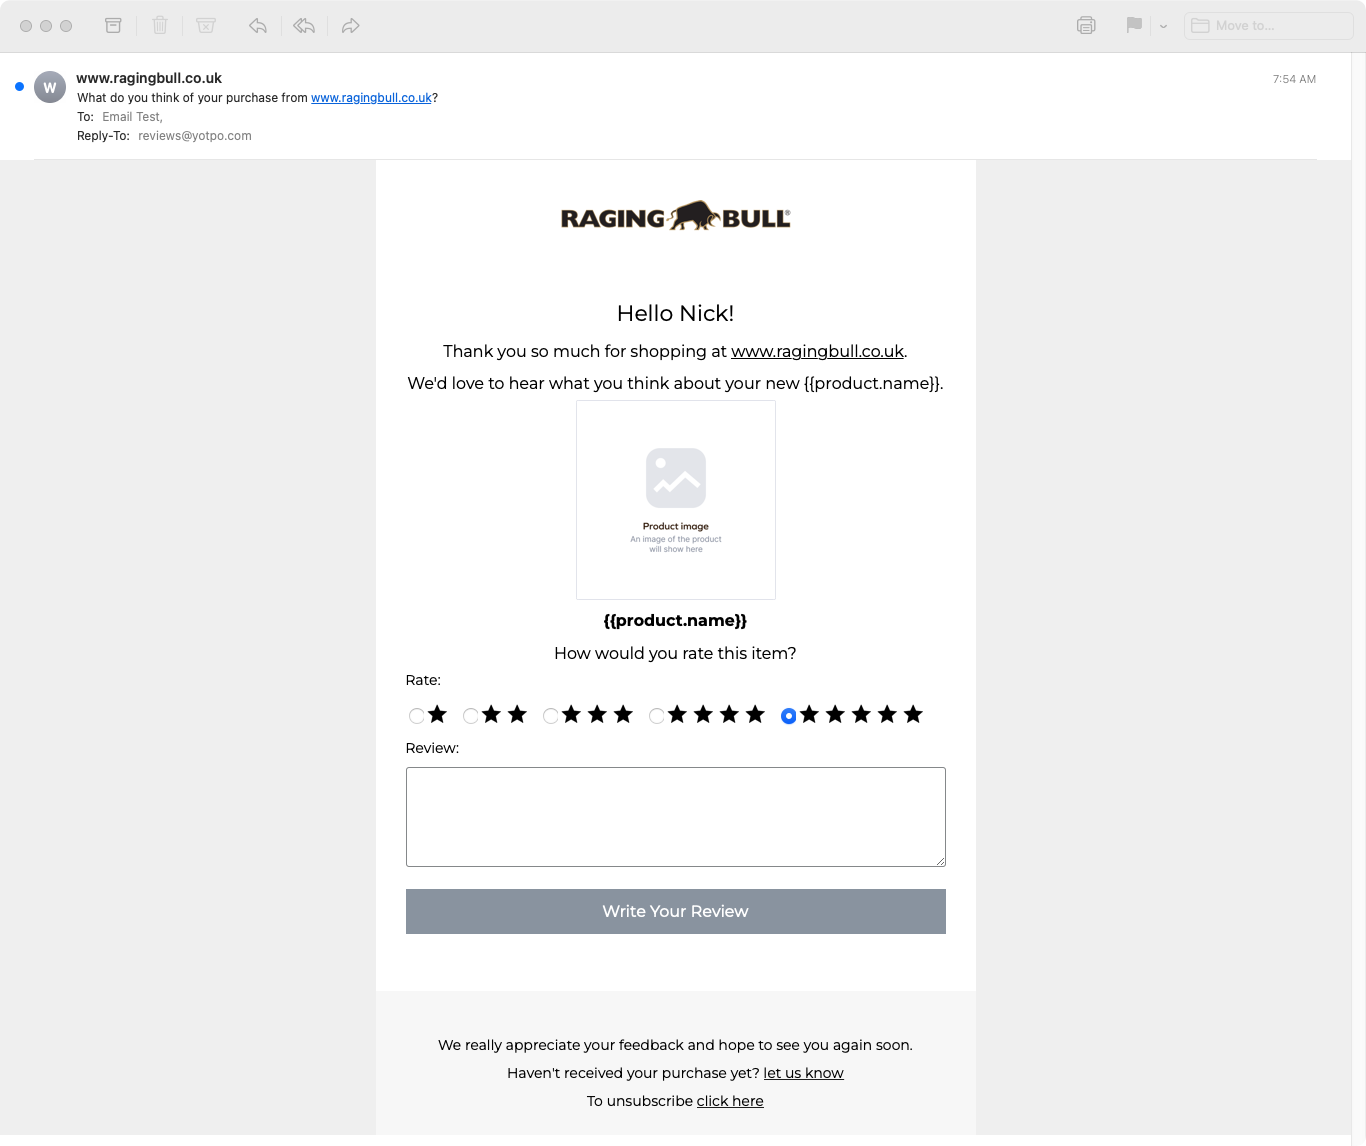 Move to...
W
www.ragingbull.co.uk
7:54 AM
What do you think of your purchase from www.ragingbull.co.uk?
To: Email Test,
Reply-To: reviews@yotpo.com
RAGING BULL®
Hello Nick!
Thank you so much for shopping at www.ragingbull.co.uk.
We'd love to hear what you think about your new {{product.name}}.
Product image
An image of the product
will show here
{{product.name}}
How would you rate this item?
Rate:
Review:
Write Your Review
We really appreciate your feedback and hope to see you again soon.
Haven't received your purchase yet? let us know
To unsubscribe click here